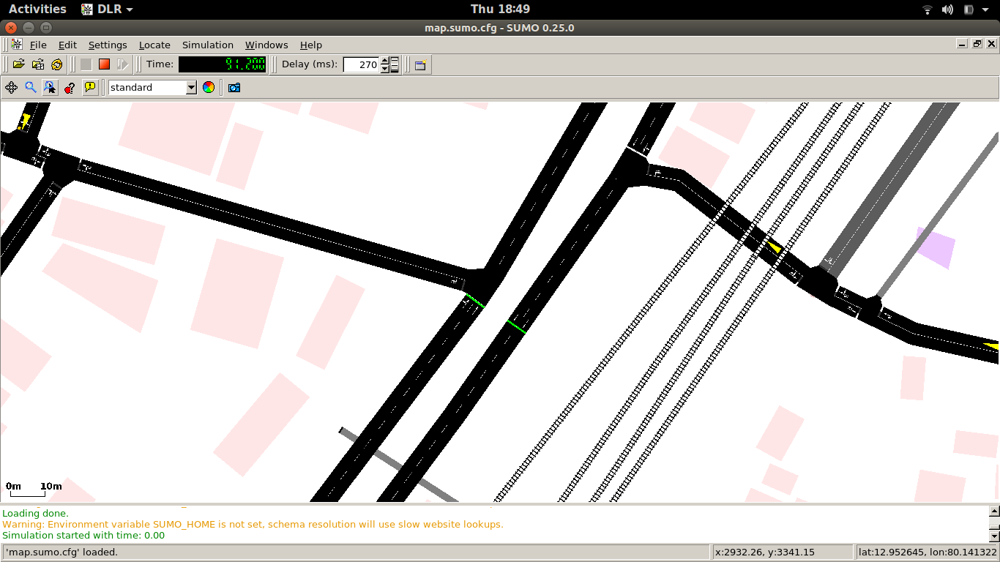 Activities DLR Thu 18:49
map.sumo.cfg - SUMO 0.25.0
File Edit Settings Locate Simulation Windows Help
Time: 91.200 Delay (ms): 270
standard
0m 10m
Loading done.
Warning: Environment variable SUMO_HOME is not set, schema resolution will use slow website lookups.
Simulation started with time: 0.00
'map.sumo.cfg' loaded. x:2932.26, y:3341.15 lat:12.952645, lon:80.141322